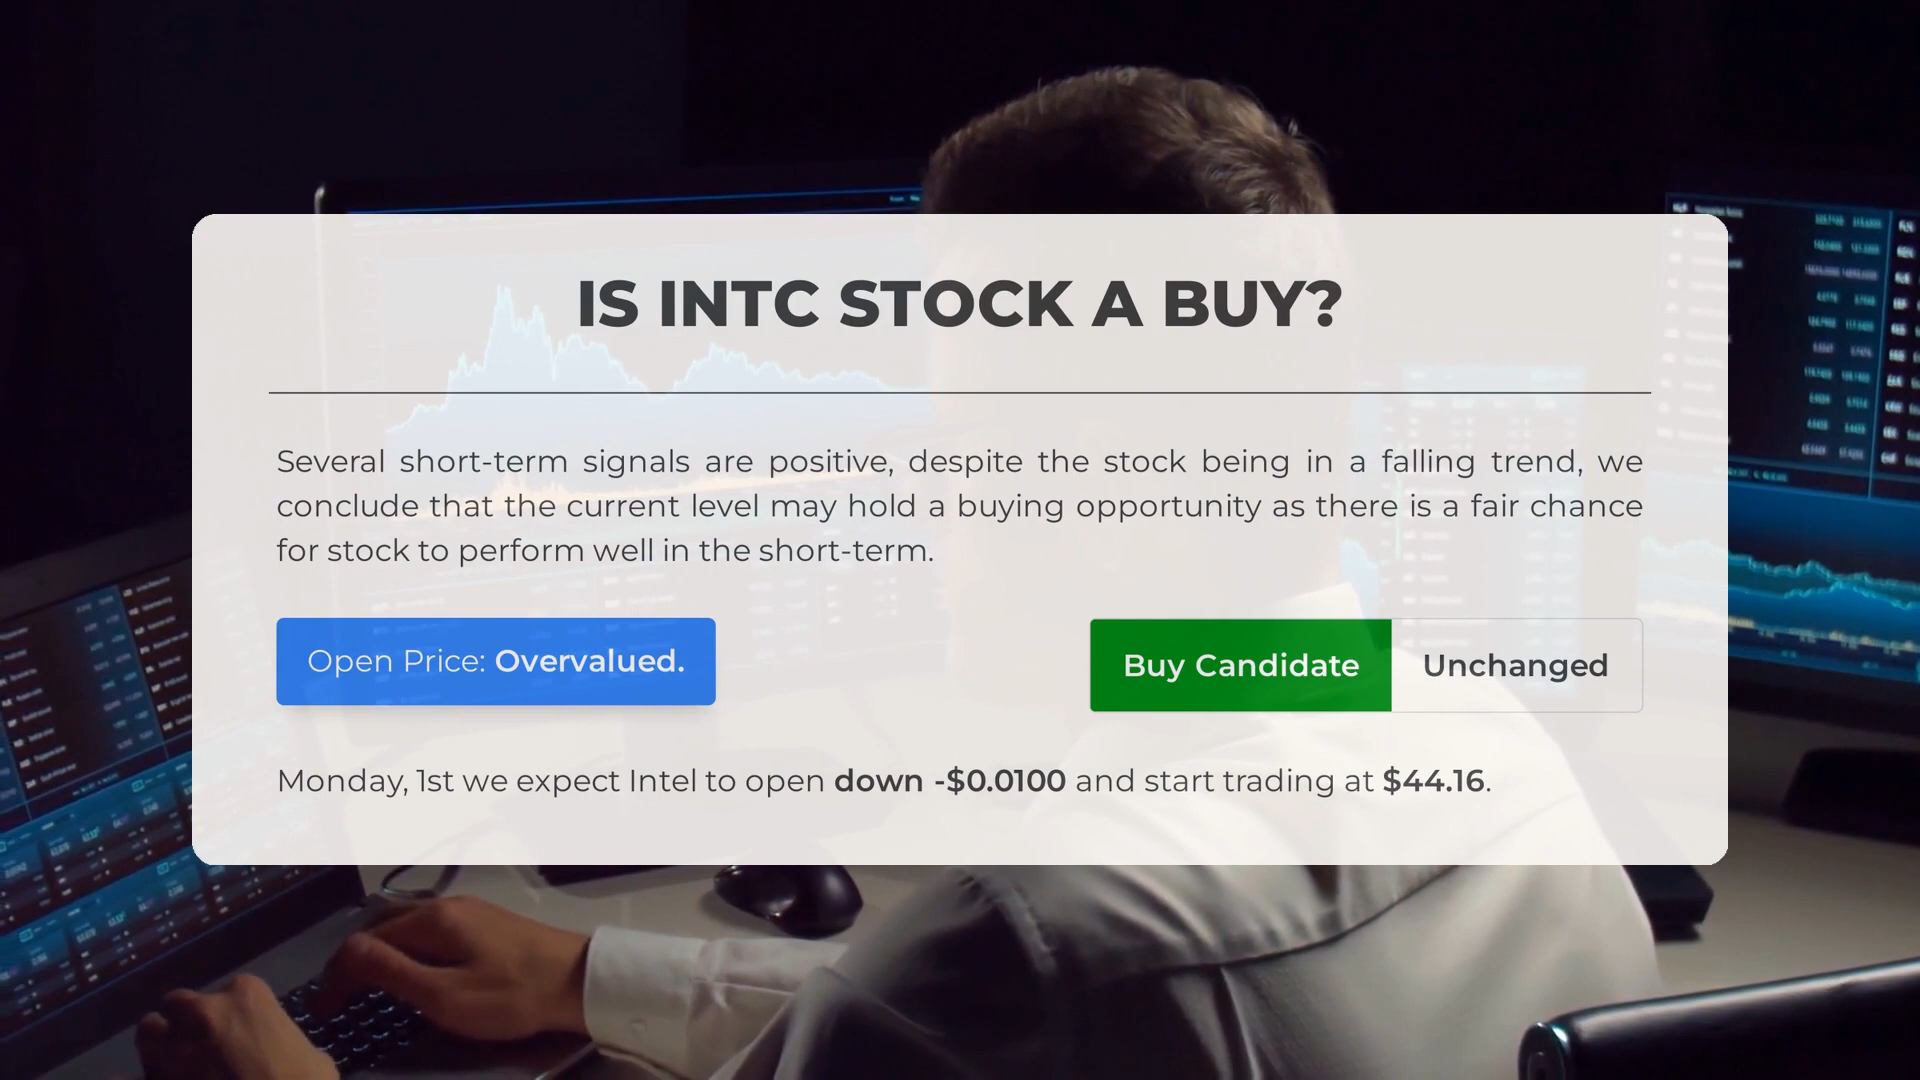 IS INTC STOCK A BUY?
Several short-term signals are positive, despite the stock being in a falling trend, we
conclude that the current level may hold a buying opportunity as there is a fair chance
for stock to perform well in the short-term.
Open Price: Overvalued.
Buy Candidate Unchanged
Monday, 1st we expect Intel to open down -$0.0100 and start trading at $44.16.